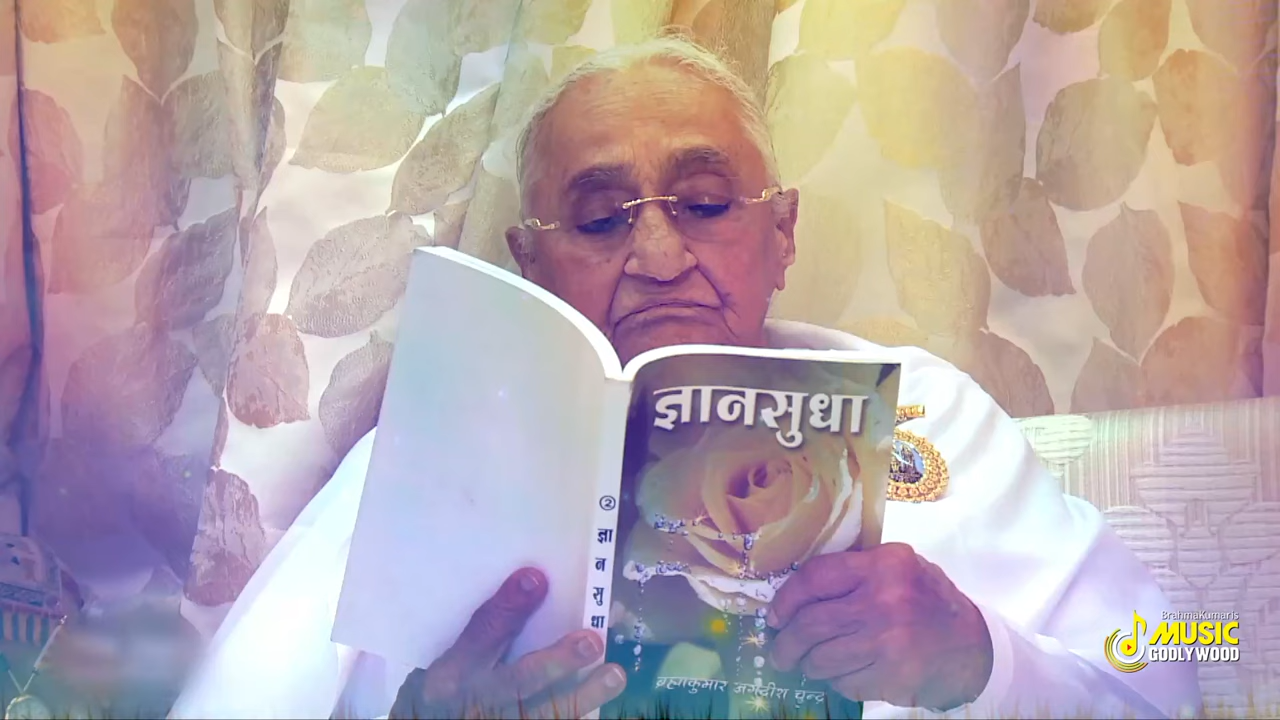 ज्ञानसुधा
②
ज्ञा
न
सु
धा
ब्रह्माकुमार जगदीश चन्द्र
BrahmaKumaris
MUSIC
GODLYWOOD